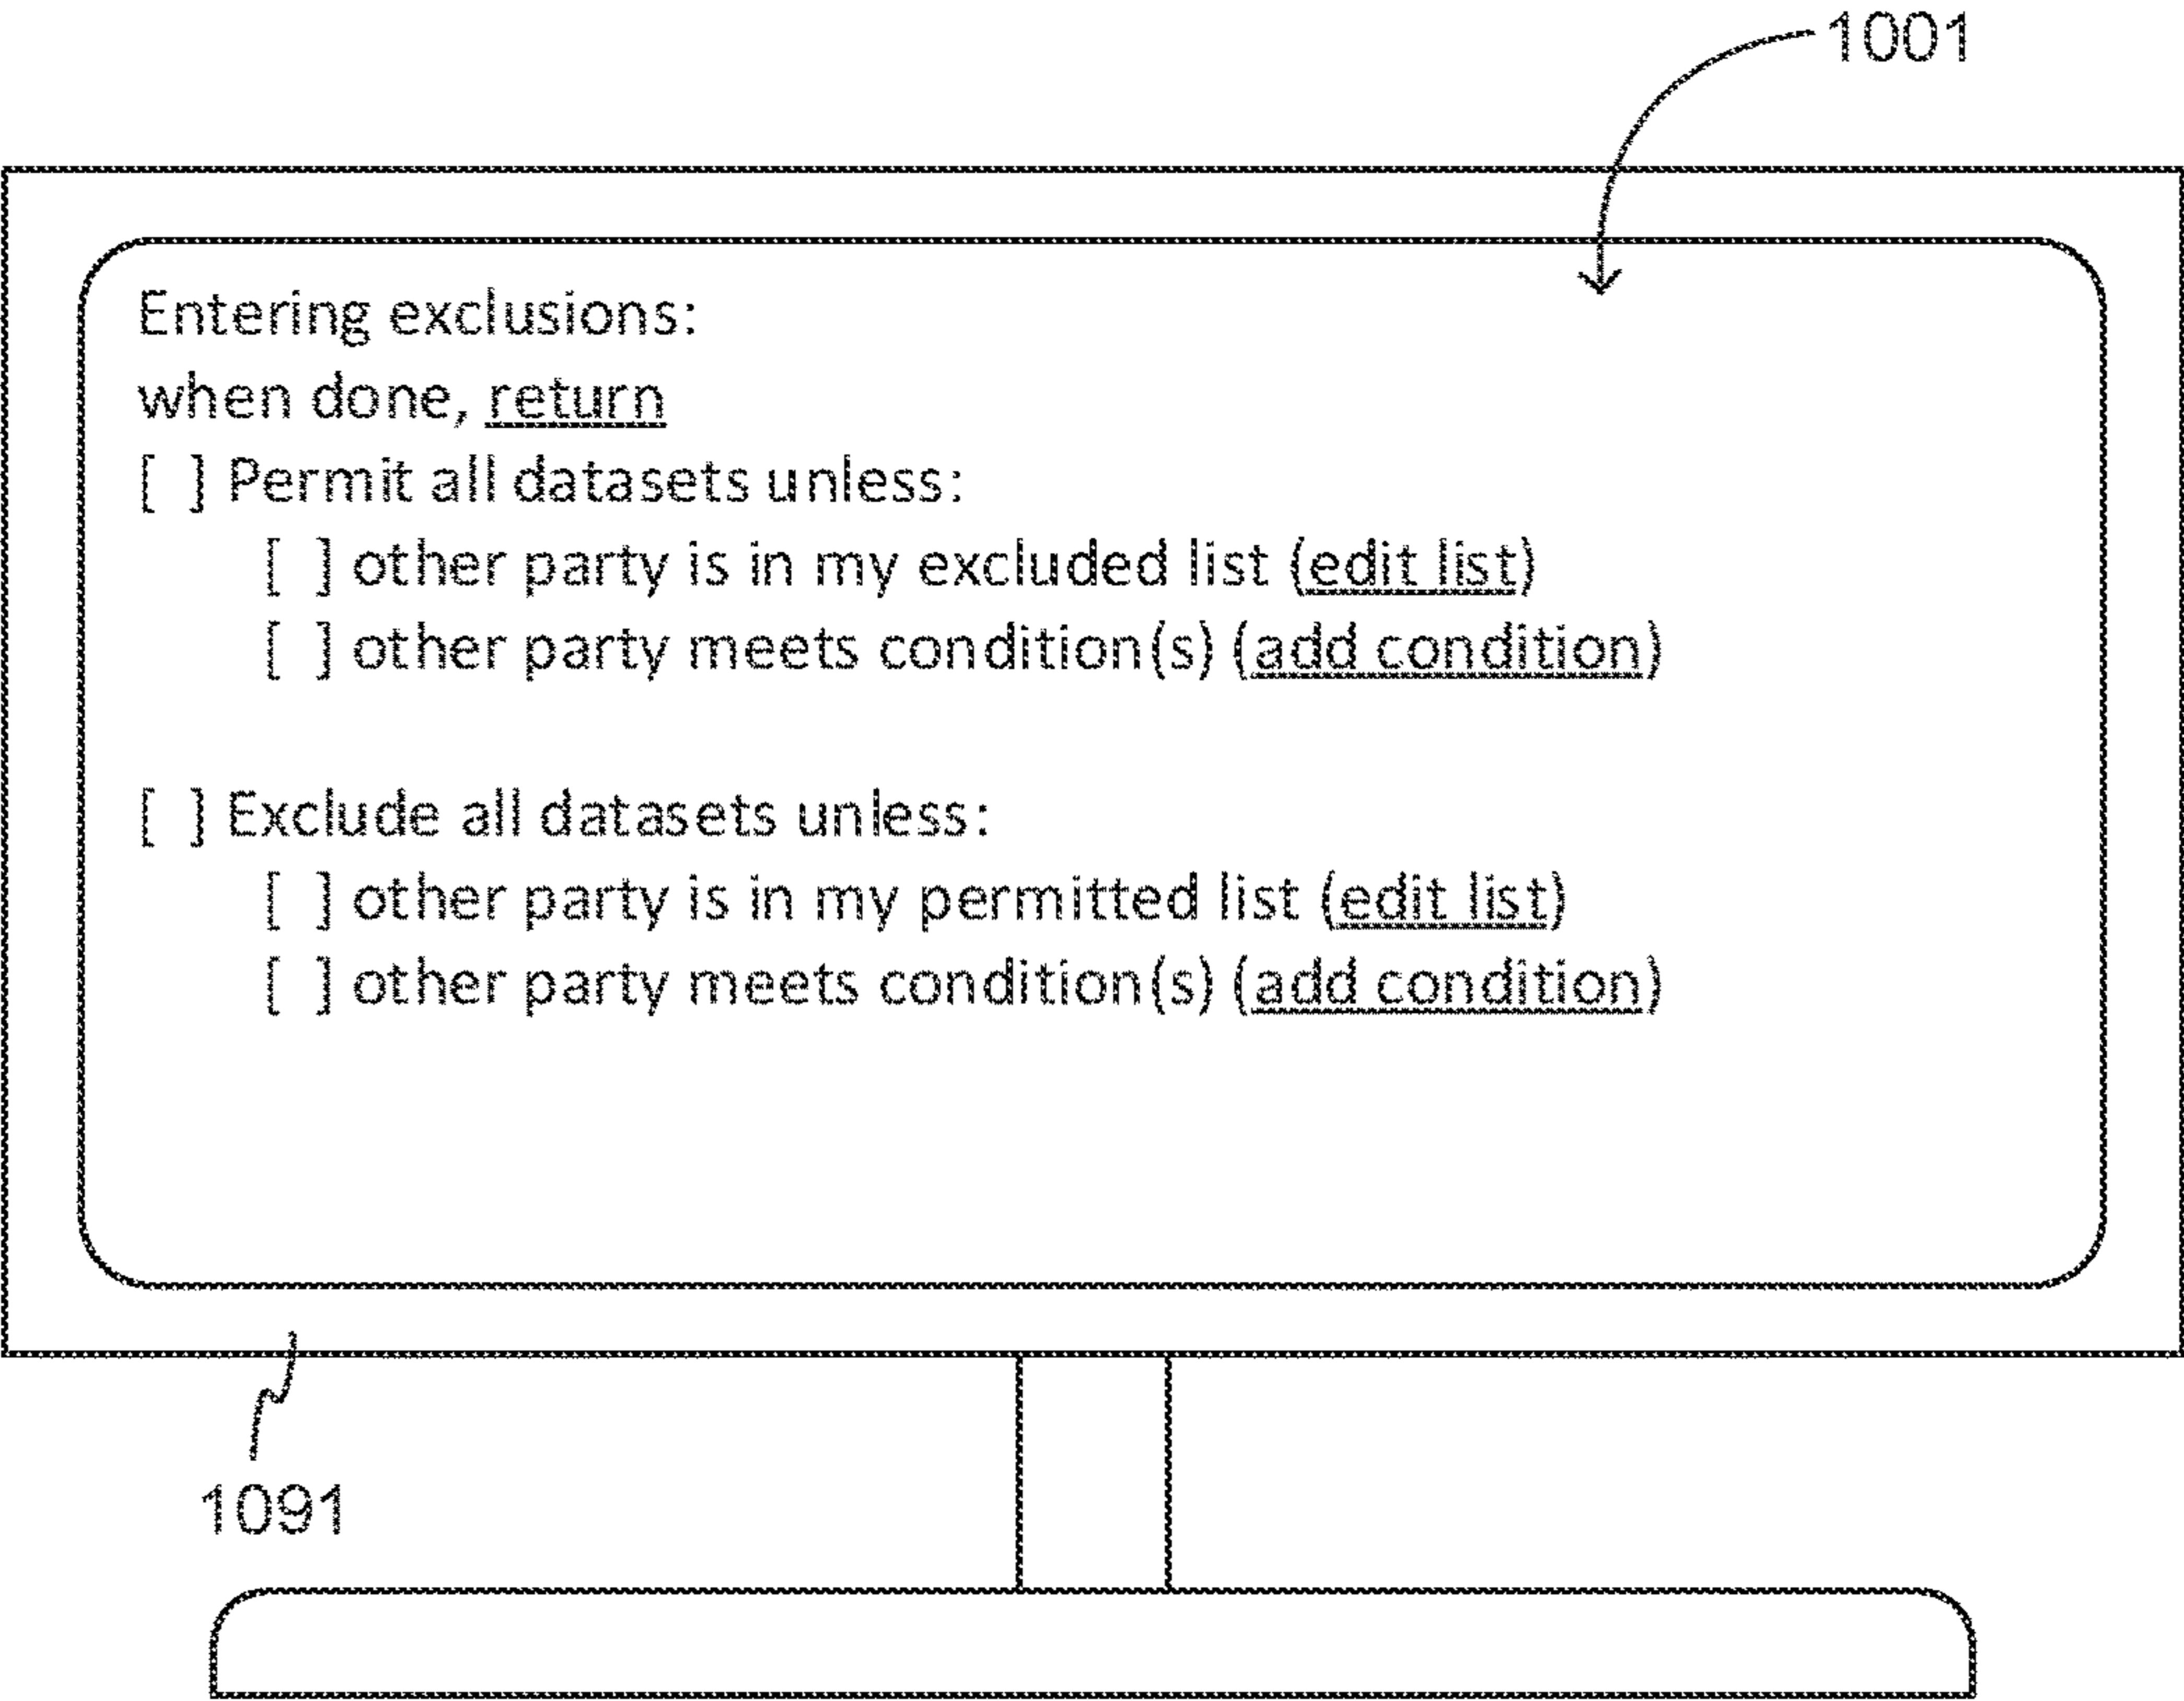 1001
Entering exclusions:
when done, return
[ ] Permit all datasets unless:
[ ] other party is in my excluded list (edit list)
[ ] other party meets condition(s) (add condition)
[ ] Exclude all datasets unless:
[ ] other party is in my permitted list (edit list)
[ ] other party meets condition(s) (add condition)
1091